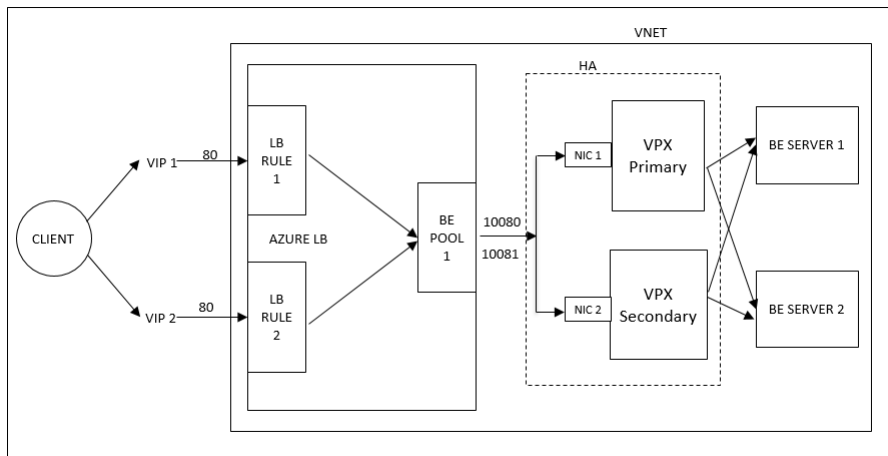 VNET
HA
CLIENT
VIP 1
80
VIP 2
80
LB
RULE
1
AZURE LB
LB
RULE
2
BE
POOL
1
10080
10081
NIC 1
VPX
Primary
NIC 2
VPX
Secondary
BE SERVER 1
BE SERVER 2